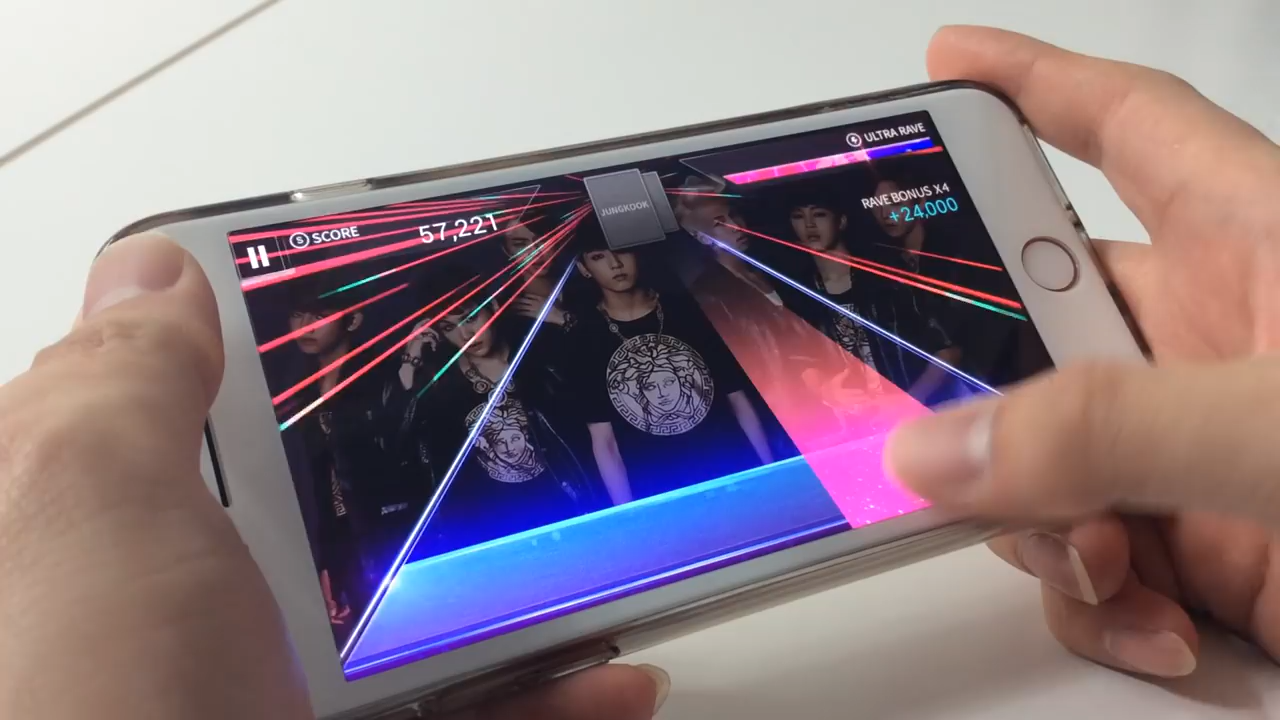 ULTRA RAVE
SCORE 57,221
JUNGKOOK
RAVE BONUS X4
+24,000